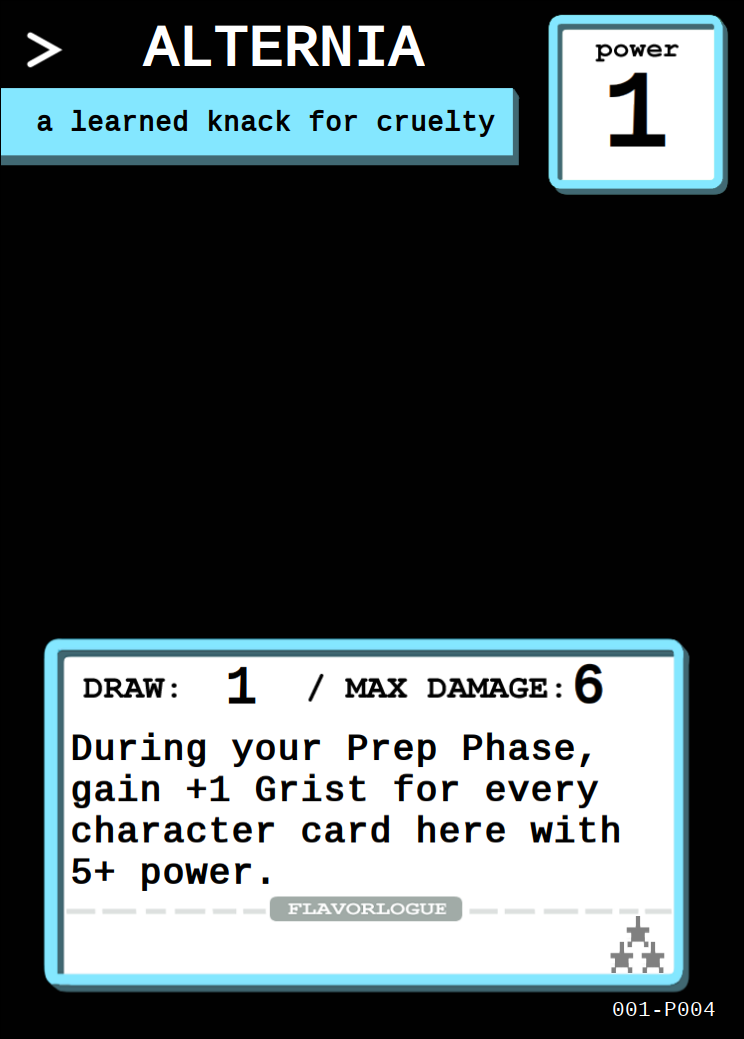 > ALTERNIA
power
1
a learned knack for cruelty
DRAW: 1 / MAX DAMAGE: 6
During your Prep Phase,
gain +1 Grist for every
character card here with
5+ power.
FLAVORLOGUE
001-P004